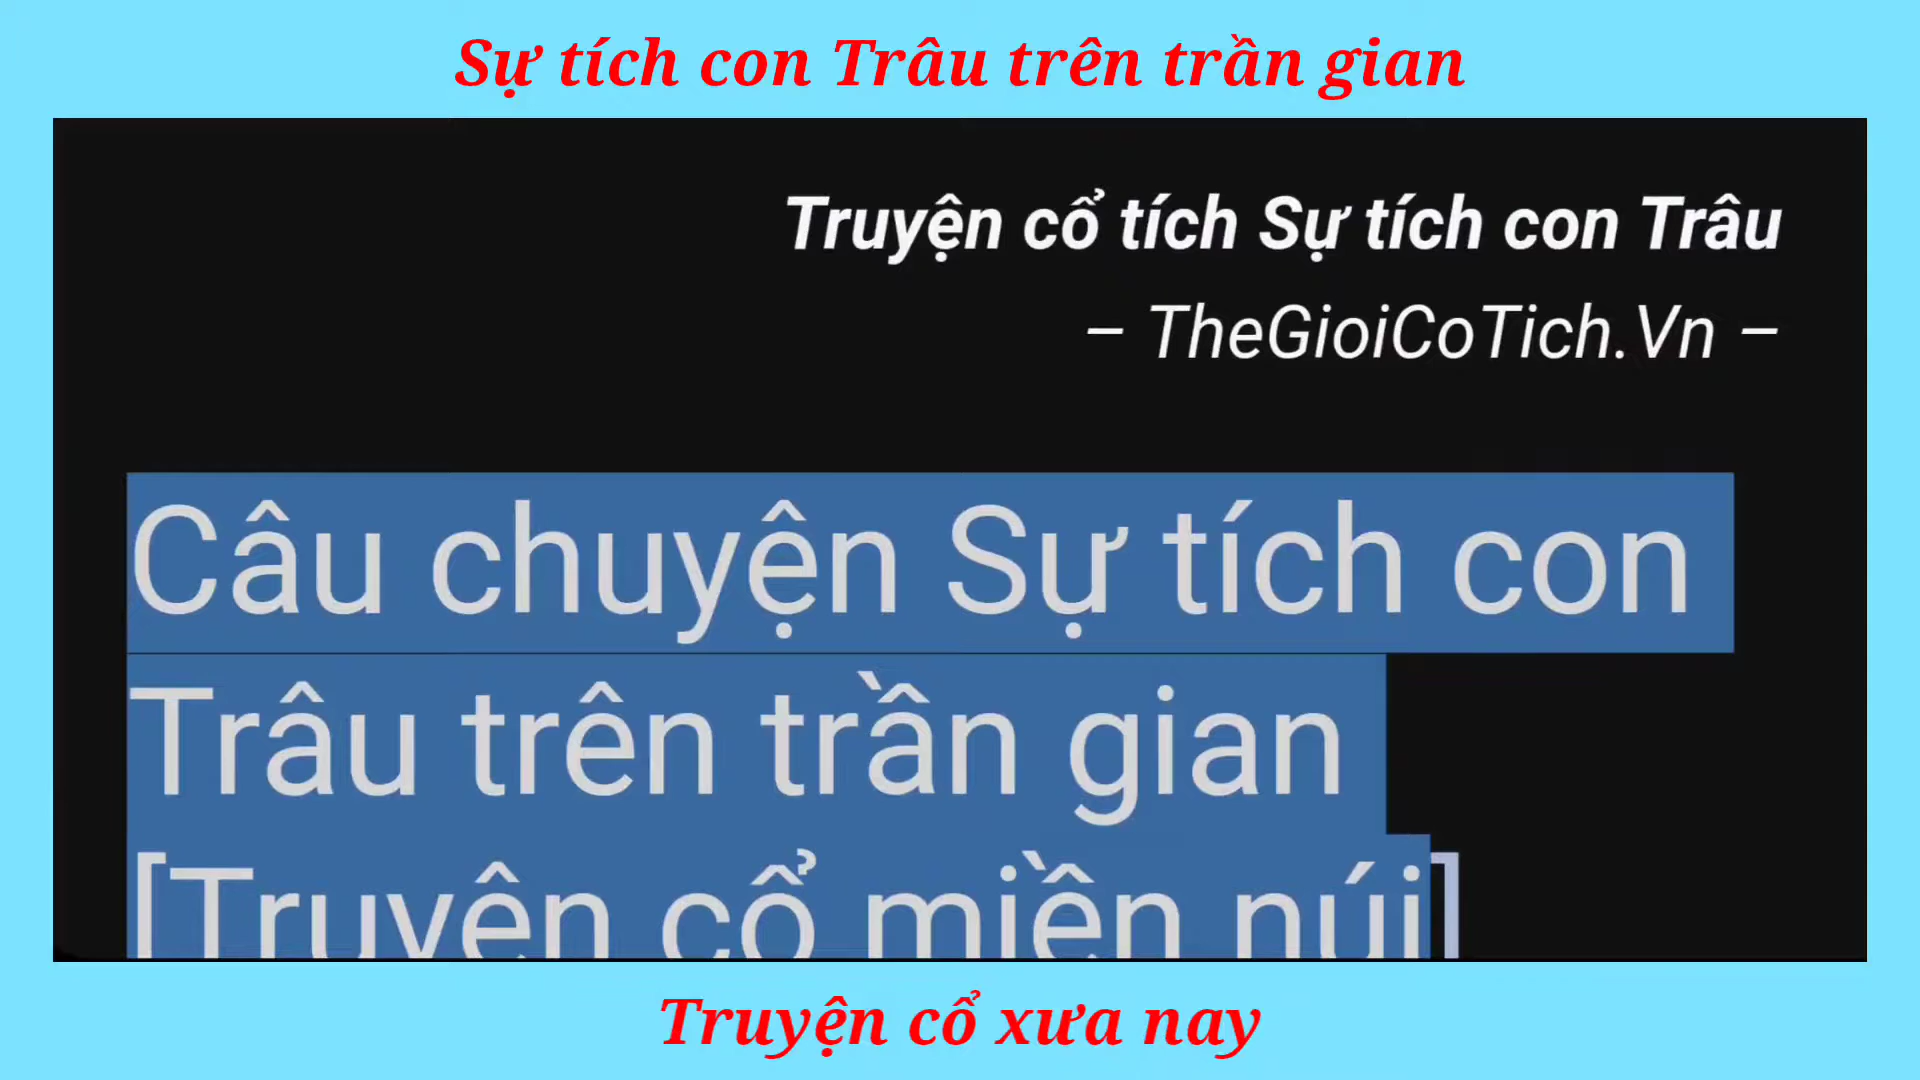 Sự tích con Trâu trên trần gian
Truyện cổ tích Sự tích con Trâu
– TheGioiCoTich.Vn –
Câu chuyện Sự tích con
Trâu trên trần gian
[Truyện cổ miền núi]
Truyện cổ xưa nay